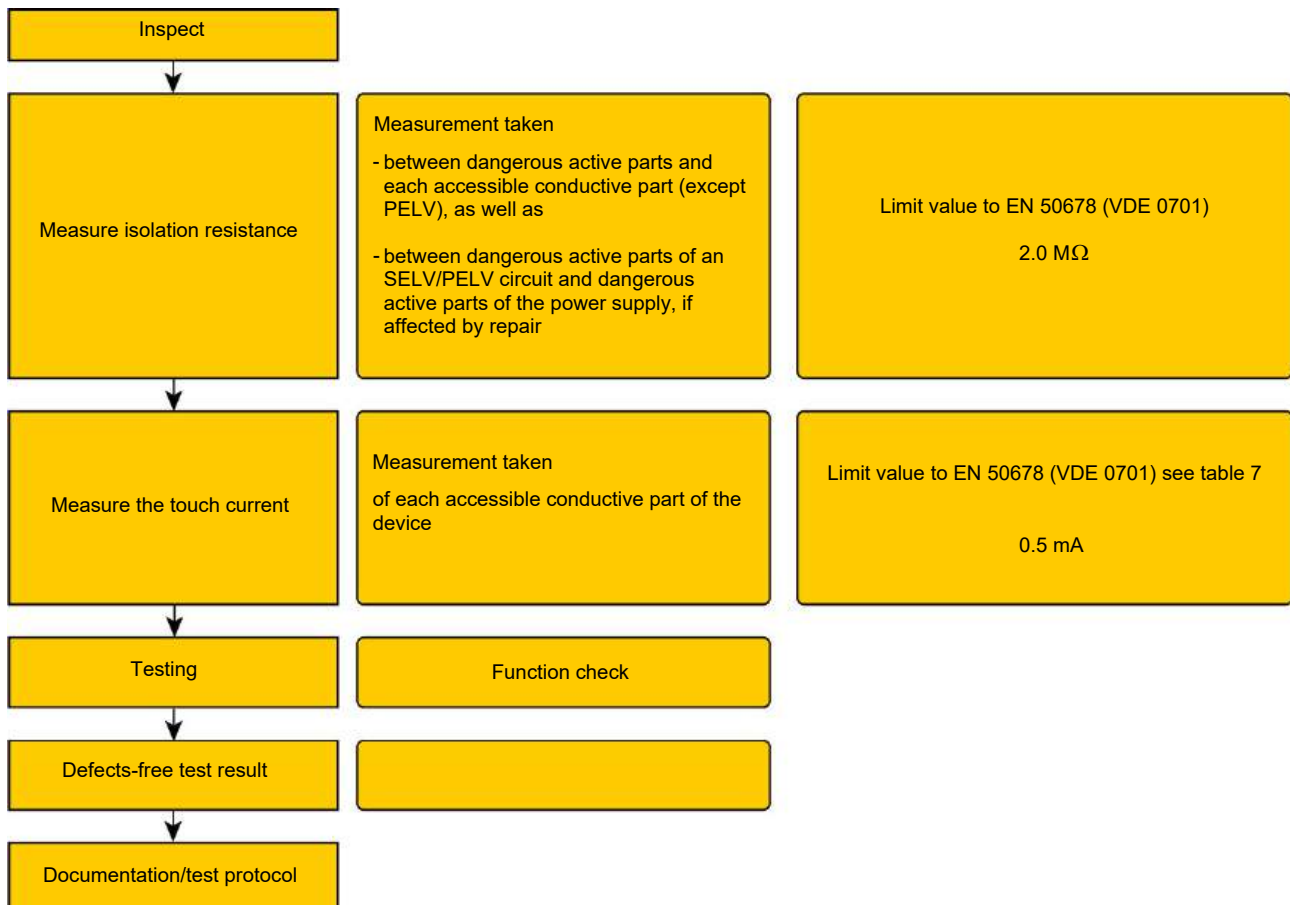 Inspect
Measure isolation resistance
Measurement taken
- between dangerous active parts and
each accessible conductive part (except
PELV), as well as
- between dangerous active parts of an
SELV/PELV circuit and dangerous
active parts of the power supply, if
affected by repair
Limit value to EN 50678 (VDE 0701)
2.0 MΩ
Measure the touch current
Measurement taken
of each accessible conductive part of the
device
Limit value to EN 50678 (VDE 0701) see table 7
0.5 mA
Testing
Function check
Defects-free test result
Documentation/test protocol